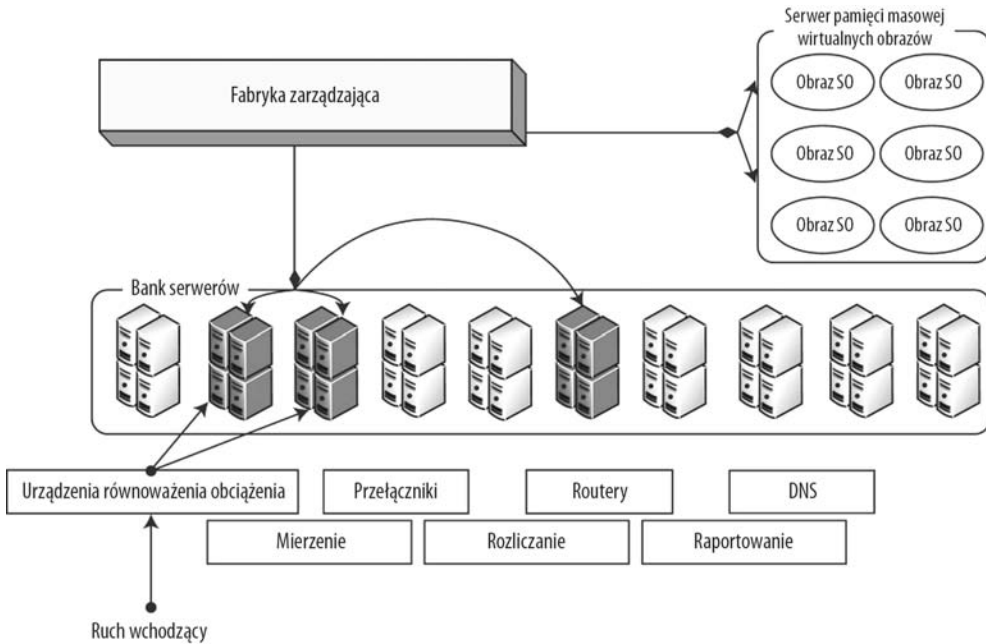 Serwer pamięci masowej
wirtualnych obrazów
Fabryka zarządzająca
Obraz SO
Obraz SO
Obraz SO
Obraz SO
Obraz SO
Obraz SO
Bank serwerów
Urządzenia równoważenia obciążenia
Przełączniki
Routery
DNS
Mierzenie
Rozliczanie
Raportowanie
Ruch wchodzący